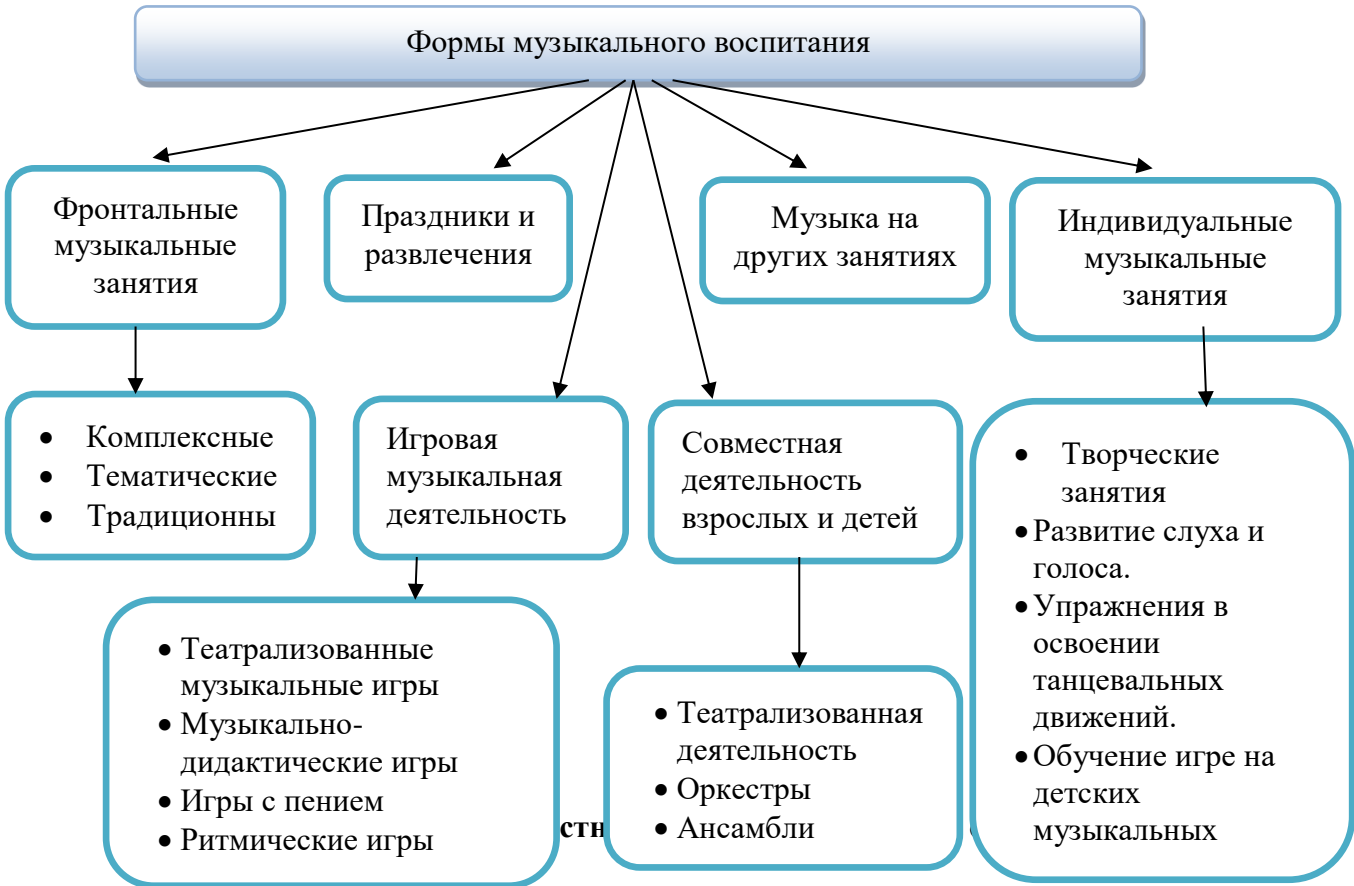 Формы музыкального воспитания
Фронтальные
музыкальные
занятия
Праздники и
развлечения
Музыка на
других занятиях
Индивидуальные
музыкальные
занятия
• Комплексные
• Тематические
• Традиционны
Игровая
музыкальная
деятельность
Совместная
деятельность
взрослых и детей
• Творческие
занятия
• Развитие слуха и
голоса.
• Упражнения в
освоении
танцевальных
движений.
• Обучение игре на
детских
музыкальных
• Театрализованные
музыкальные игры
• Музыкально-
дидактические игры
• Игры с пением
• Ритмические игры
• Театрализованная
деятельность
• Оркестры
• Ансамбли